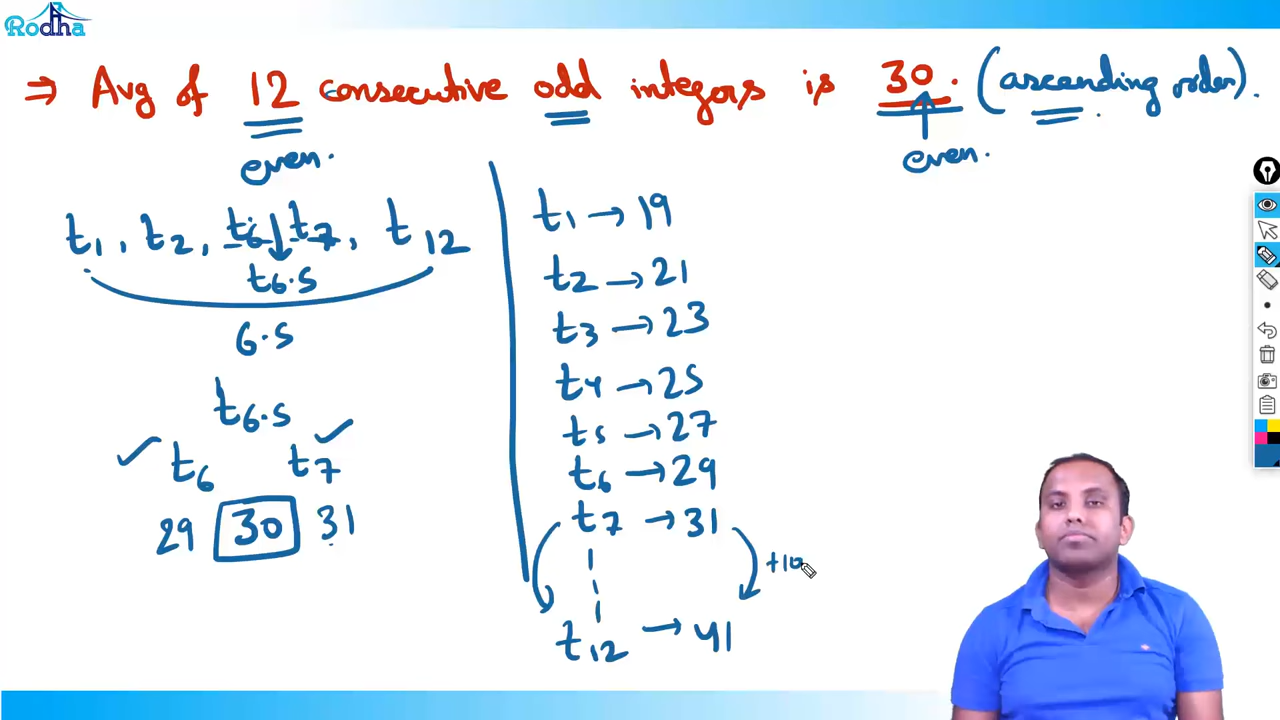 Rodha
⇒ Avg of 12 consecutive odd integers is 30. (ascending order).
even.
even.
t1, t2, t6 t7, t12
t6.5
6.5
t6.5
✓ t6 t7 ✓
29 30 31
t1 → 19
t2 → 21
t3 → 23
t4 → 25
t5 → 27
t6 → 29
t7 → 31
+10
t12 → 41